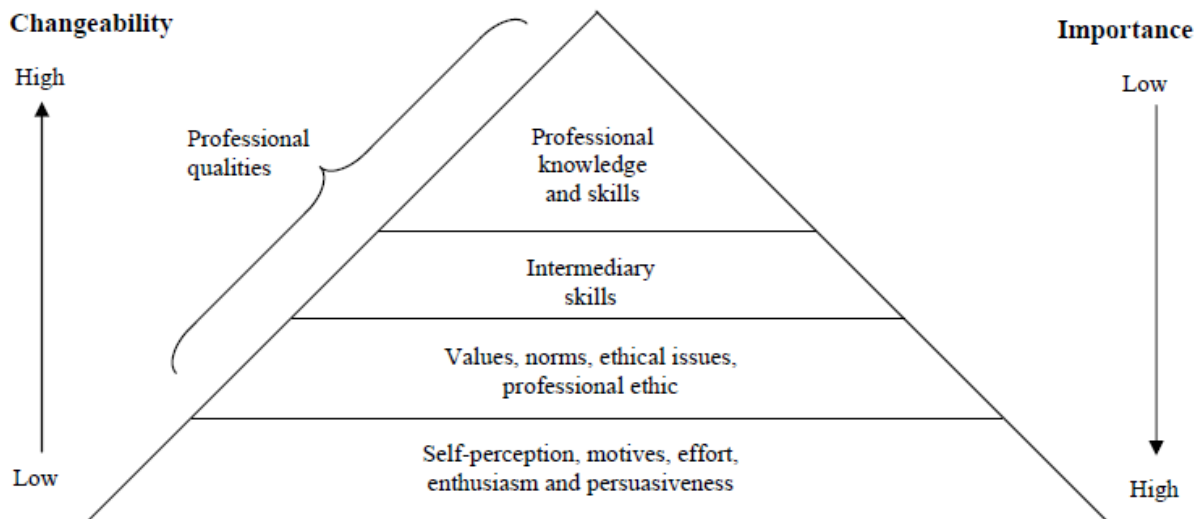 Changeability
Importance
High
Low
Professional
qualities
Professional
knowledge
and skills
Intermediary
skills
Values, norms, ethical issues,
professional ethic
Self-perception, motives, effort,
enthusiasm and persuasiveness
Low
High